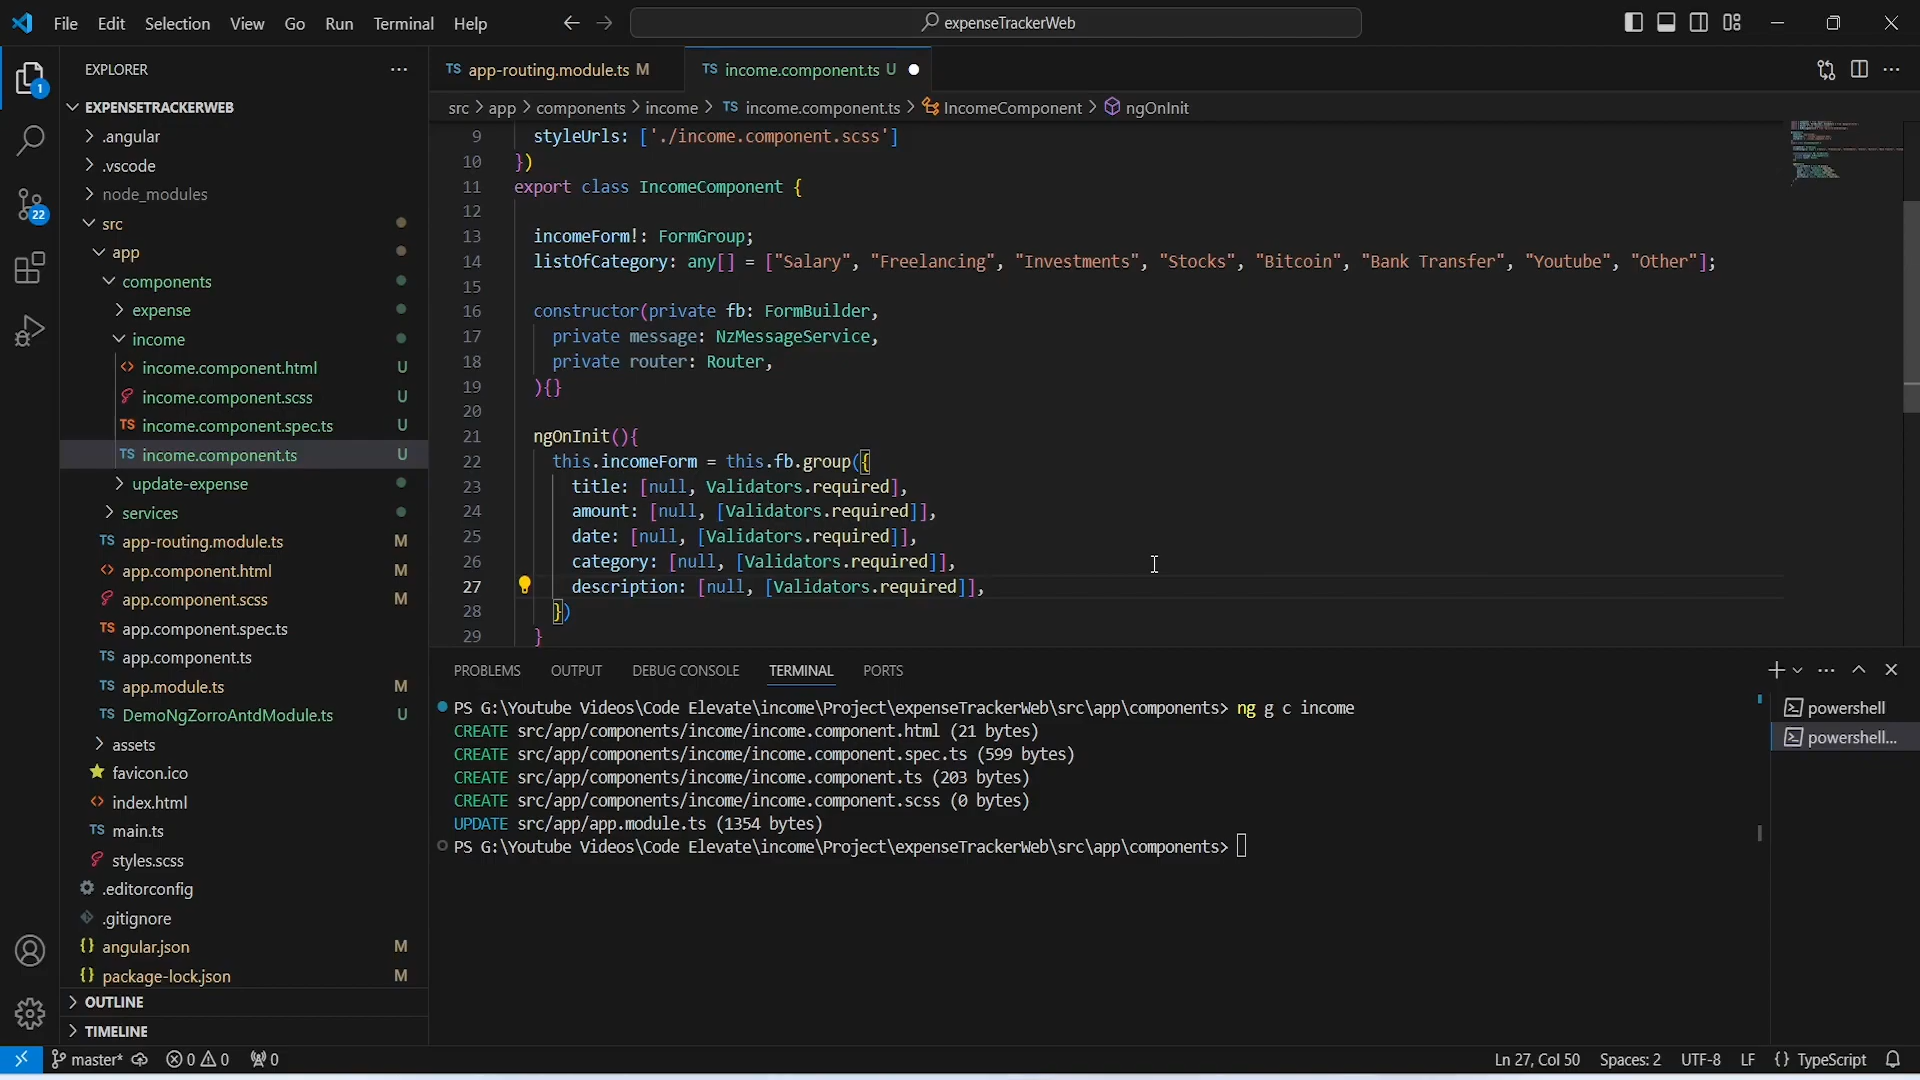 File Edit Selection View Go Run Terminal Help
expenseTrackerWeb
EXPLORER
EXPENSETRACKERWEB
.angular
.vscode
node_modules
src
app
components
expense
income
income.component.html U
income.component.scss U
income.component.spec.ts U
income.component.ts U
update-expense
services
app-routing.module.ts M
app.component.html M
app.component.scss M
app.component.spec.ts
app.component.ts
app.module.ts M
DemoNgZorroAntdModule.ts U
assets
favicon.ico
index.html
main.ts
styles.scss
.editorconfig
.gitignore
angular.json M
package-lock.json M
OUTLINE
TIMELINE
1
22
TS app-routing.module.ts M
TS income.component.ts U
src > app > components > income > TS income.component.ts > IncomeComponent > ngOnInit
9 styleUrls: ['./income.component.scss']
10 })
11 export class IncomeComponent {
12
13 incomeForm!: FormGroup;
14 listOfCategory: any[] = ["Salary", "Freelancing", "Investments", "Stocks", "Bitcoin", "Bank Transfer", "Youtube", "Other"];
15
16 constructor(private fb: FormBuilder,
17 private message: NzMessageService,
18 private router: Router,
19 ){}
20
21 ngOnInit(){
22 this.incomeForm = this.fb.group({
23 title: [null, Validators.required],
24 amount: [null, [Validators.required]],
25 date: [null, [Validators.required]],
26 category: [null, [Validators.required]],
27 description: [null, [Validators.required]],
28 })
29 }
PROBLEMS OUTPUT DEBUG CONSOLE TERMINAL PORTS
PS G:\Youtube Videos\Code Elevate\income\Project\expenseTrackerWeb\src\app\components> ng g c income
CREATE src/app/components/income/income.component.html (21 bytes)
CREATE src/app/components/income/income.component.spec.ts (599 bytes)
CREATE src/app/components/income/income.component.ts (203 bytes)
CREATE src/app/components/income/income.component.scss (0 bytes)
UPDATE src/app/app.module.ts (1354 bytes)
PS G:\Youtube Videos\Code Elevate\income\Project\expenseTrackerWeb\src\app\components>
powershell
powershell...
master* 0 0 0 Ln 27, Col 50 Spaces: 2 UTF-8 LF {} TypeScript